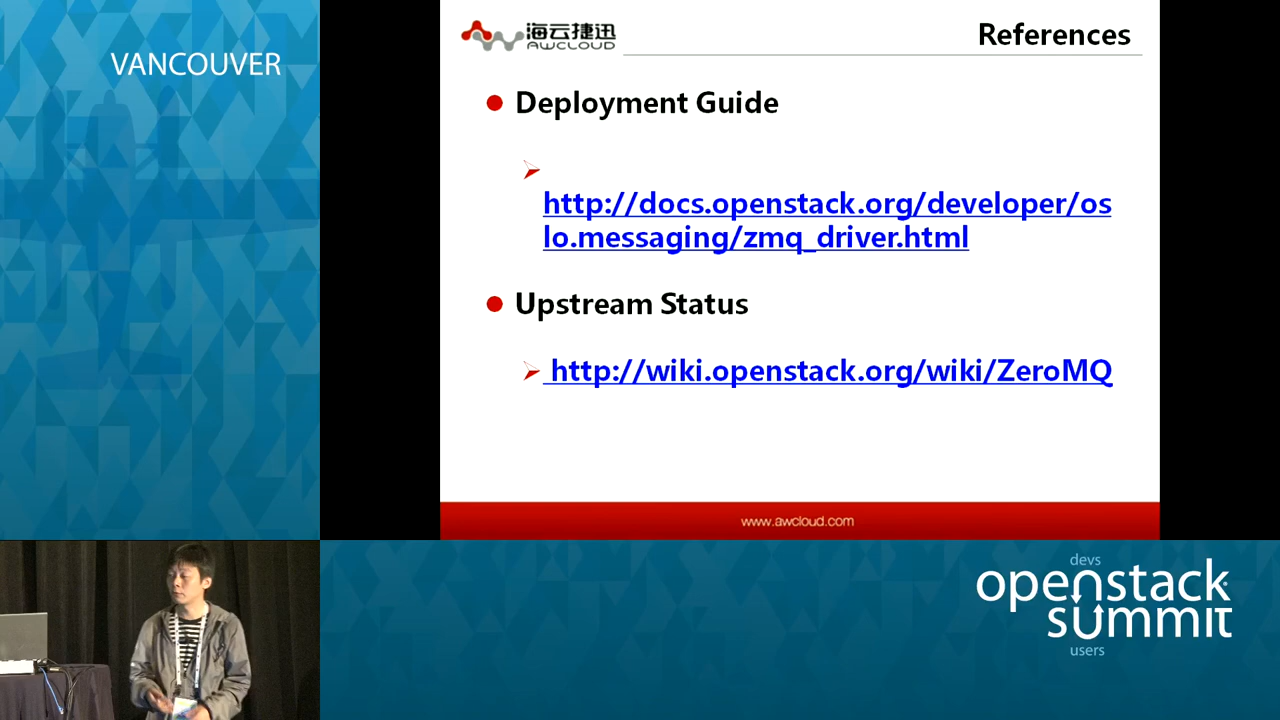 VANCOUVER
海云捷迅
AWCLOUD
References
Deployment Guide
http://docs.openstack.org/developer/os
lo.messaging/zmq_driver.html
Upstream Status
http://wiki.openstack.org/wiki/ZeroMQ
www.awcloud.com
devs
openstack
summit
users